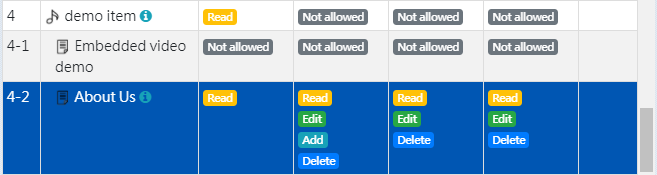 4 demo item Read Not allowed Not allowed Not allowed
4-1 Embedded video Not allowed Not allowed Not allowed Not allowed
demo
4-2 About Us Read Read Read Read
Edit Edit Edit
Add Delete Delete
Delete